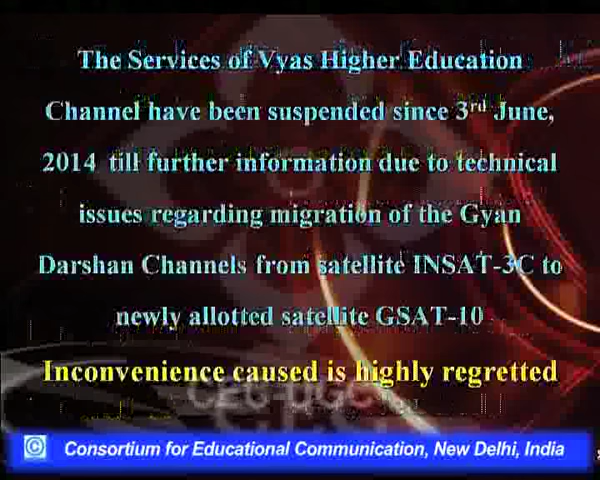 The Services of Vyas Higher Education
Channel have been suspended since 3rd June,
2014 till further information due to technical
issues regarding migration of the Gyan
Darshan Channels from satellite INSAT-3C to
newly allotted satellite GSAT-10
Inconvenience caused is highly regretted
CEC-UGC
© Consortium for Educational Communication, New Delhi, India